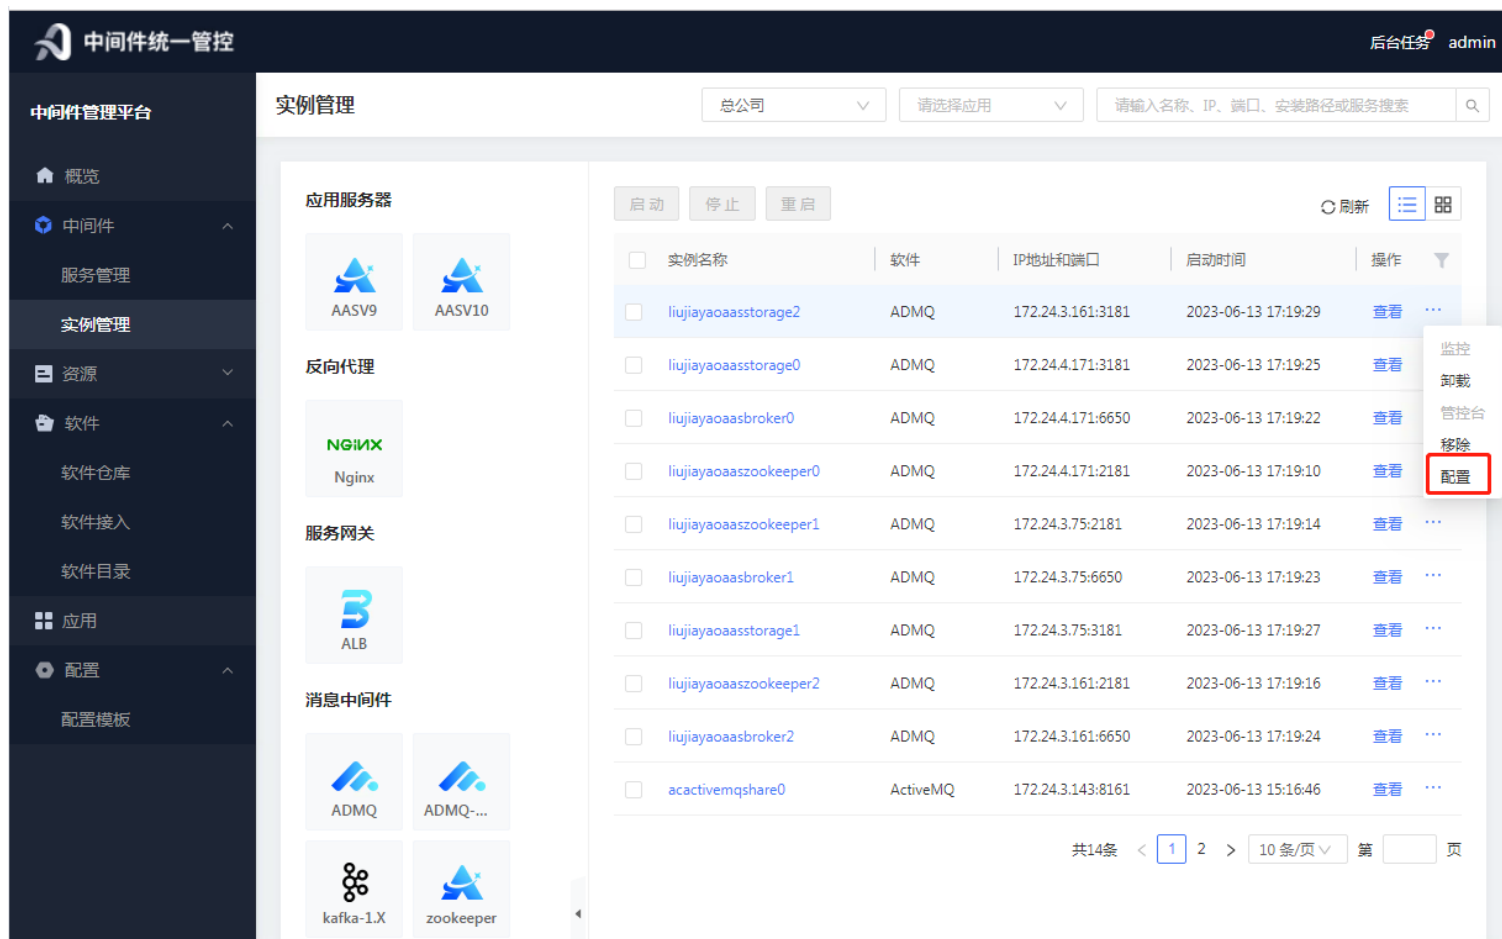 中间件统一管控
后台任务 admin
中间件管理平台
概览
中间件
服务管理
实例管理
资源
软件
软件仓库
软件接入
软件目录
应用
配置
配置模板
实例管理
总公司
请选择应用
请输入名称、IP、端口、安装路径或服务搜索
应用服务器
AASV9 AASV10
反向代理
NGINX
Nginx
服务网关
ALB
消息中间件
ADMQ ADMQ-...
kafka-1.X zookeeper
启动 停止 重启
刷新
实例名称 软件 IP地址和端口 启动时间 操作
liujiayaoaasstorage2 ADMQ 172.24.3.161:3181 2023-06-13 17:19:29 查看 ...
liujiayaoaasstorage0 ADMQ 172.24.4.171:3181 2023-06-13 17:19:25 查看
liujiayaoaasbroker0 ADMQ 172.24.4.171:6650 2023-06-13 17:19:22 查看
liujiayaoaaszookeeper0 ADMQ 172.24.4.171:2181 2023-06-13 17:19:10 查看
liujiayaoaaszookeeper1 ADMQ 172.24.3.75:2181 2023-06-13 17:19:14 查看 ...
liujiayaoaasbroker1 ADMQ 172.24.3.75:6650 2023-06-13 17:19:23 查看 ...
liujiayaoaasstorage1 ADMQ 172.24.3.75:3181 2023-06-13 17:19:27 查看 ...
liujiayaoaaszookeeper2 ADMQ 172.24.3.161:2181 2023-06-13 17:19:16 查看 ...
liujiayaoaasbroker2 ADMQ 172.24.3.161:6650 2023-06-13 17:19:24 查看 ...
acactivemqshare0 ActiveMQ 172.24.3.143:8161 2023-06-13 15:16:46 查看 ...
监控
卸载
管控台
移除
配置
共14条 < 1 2 > 10 条/页 第 页